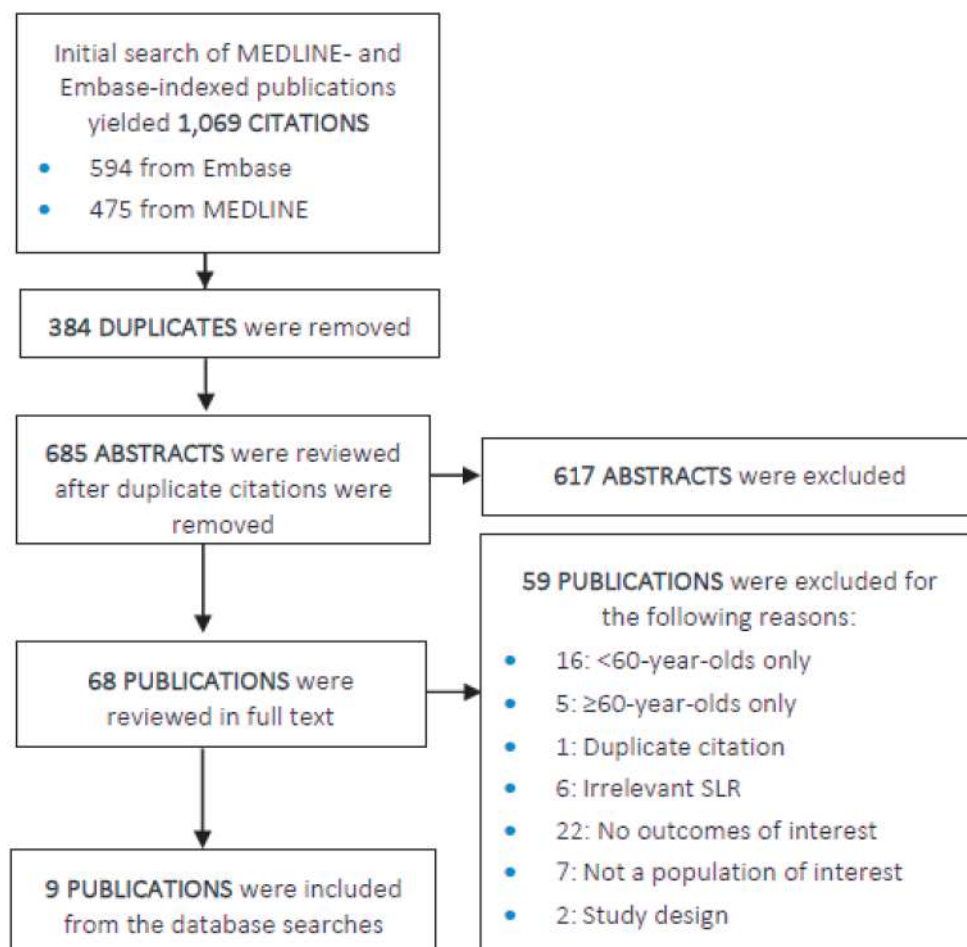 Initial search of MEDLINE- and
Embase-indexed publications
yielded 1,069 CITATIONS
• 594 from Embase
• 475 from MEDLINE
384 DUPLICATES were removed
685 ABSTRACTS were reviewed
after duplicate citations were
removed
617 ABSTRACTS were excluded
68 PUBLICATIONS were
reviewed in full text
59 PUBLICATIONS were excluded for
the following reasons:
• 16: <60-year-olds only
• 5: ≥60-year-olds only
• 1: Duplicate citation
• 6: Irrelevant SLR
• 22: No outcomes of interest
• 7: Not a population of interest
• 2: Study design
9 PUBLICATIONS were included
from the database searches